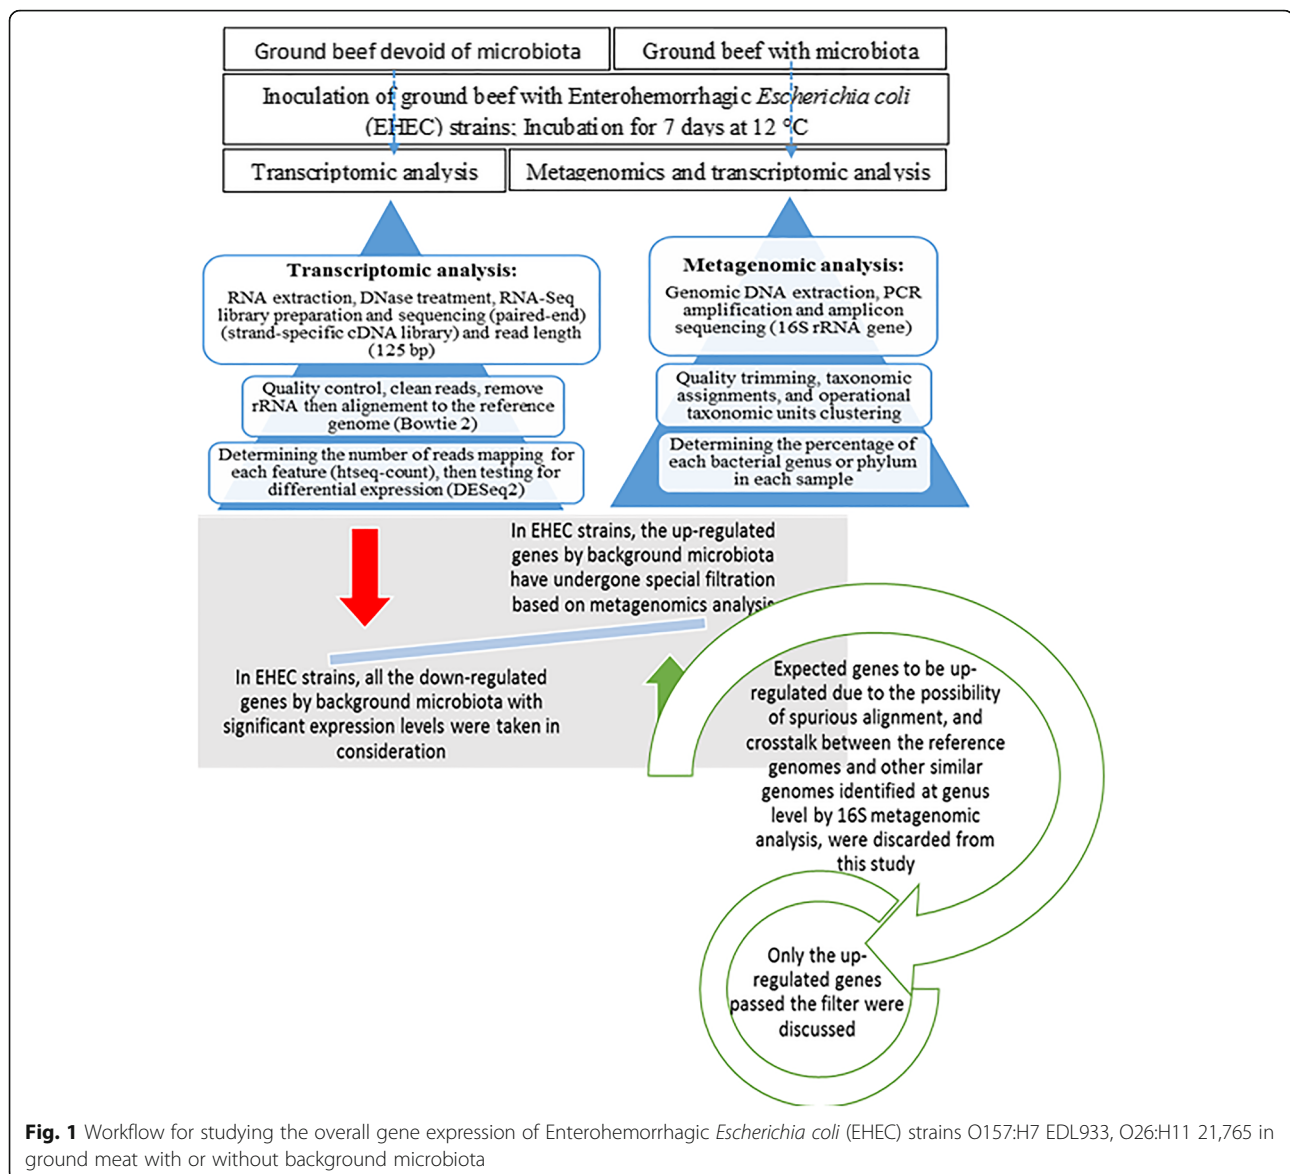 Ground beef devoid of microbiota
Ground beef with microbiota
Inoculation of ground beef with Enterohemorrhagic Escherichia coli
(EHEC) strains; Incubation for 7 days at 12 °C
Transcriptomic analysis
Metagenomics and transcriptomic analysis
Transcriptomic analysis:
RNA extraction, DNase treatment, RNA-Seq
library preparation and sequencing (paired-end)
(strand-specific cDNA library) and read length
(125 bp)
Quality control, clean reads, remove
rRNA then alignement to the reference
genome (Bowtie 2)
Determining the number of reads mapping for
each feature (htseq-count), then testing for
differential expression (DESeq2)
Metagenomic analysis:
Genomic DNA extraction, PCR
amplification and amplicon
sequencing (16S rRNA gene)
Quality trimming, taxonomic
assignments, and operational
taxonomic units clustering
Determining the percentage of
each bacterial genus or phylum
in each sample
In EHEC strains, the up-regulated
genes by background microbiota
have undergone special filtration
based on metagenomics analysis
In EHEC strains, all the down-regulated
genes by background microbiota with
significant expression levels were taken in
consideration
Expected genes to be up-
regulated due to the possibility
of spurious alignment, and
crosstalk between the reference
genomes and other similar
genomes identified at genus
level by 16S metagenomic
analysis, were discarded from
this study
Only the up-
regulated genes
passed the filter were
discussed
Fig. 1 Workflow for studying the overall gene expression of Enterohemorrhagic Escherichia coli (EHEC) strains O157:H7 EDL933, O26:H11 21,765 in
ground meat with or without background microbiota